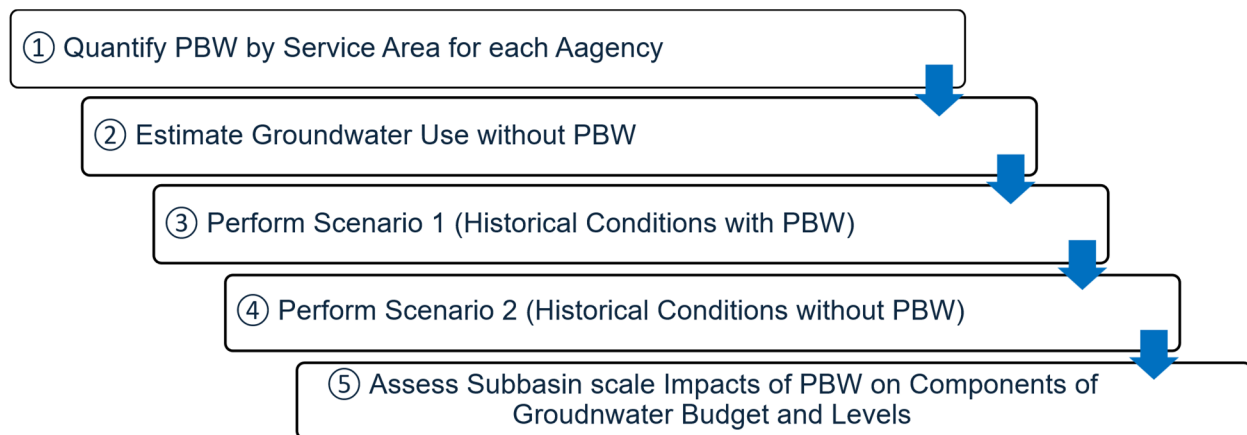 ① Quantify PBW by Service Area for each Aagency
② Estimate Groundwater Use without PBW
③ Perform Scenario 1 (Historical Conditions with PBW)
④ Perform Scenario 2 (Historical Conditions without PBW)
⑤ Assess Subbasin scale Impacts of PBW on Components of
Groudnwater Budget and Levels